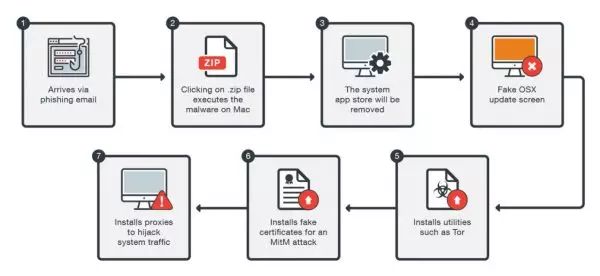 1
Arrives via
phishing email
2
ZIP
Clicking on .zip file
executes the
malware on Mac
3
The system
app store will be
removed
4
Fake OSX
update screen
5
Installs utilities
such as Tor
6
Installs fake
certificates for an
MitM attack
7
Installs proxies
to hijack
system traffic